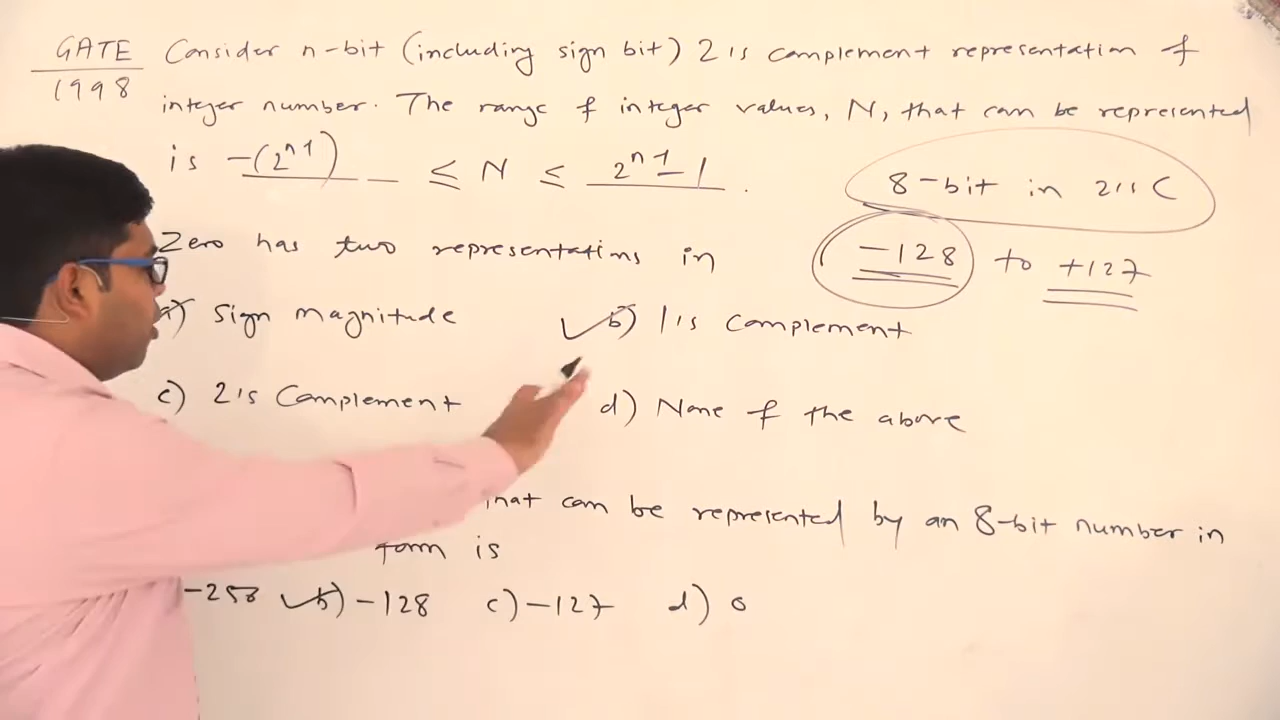 GATE Consider n-bit (including sign bit) 2's complement representation of
1998 integer number. The range of integer values, N, that can be represented
is -(2^n-1) ≤ N ≤ 2^n-1 - 1.
8-bit in 2's C
-128 to +127
Zero has two representations in
a) Sign magnitude b) 1's complement
c) 2's Complement d) None of the above
that can be represented by an 8-bit number in
form is
b) -128 c) -127 d) 0